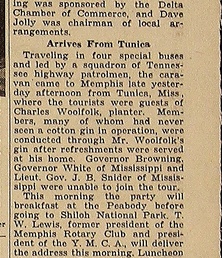 ing was sponsored by the Delta
Chamber of Commerce, and Dave
Jolly was chairman of local ar-
rangements.
Arrives From Tunica
Traveling in four special buses
and led by a squadron of Tennes-
see highway patrolmen, the cara-
van came to Memphis late yester-
day afternoon from Tunica, Miss.,
where the tourists were guests of
Charles Woolfolk, planter. Mem-
bers, many of whom had never
seen a cotton gin in operation, were
conducted through Mr. Woolfolk's
gin after refreshments were served
at his home. Governor Browning,
Governor White of Mississippi and
Lieut. Gov. J. B. Snider of Missis-
sippi were unable to join the tour.
This morning the party will
breakfast at the Peabody before
going to Shiloh National Park. T.
W. Lewis, former president of the
Memphis Rotary Club and presi-
dent of the Y. M. C. A., will deliver
the address this morning. Luncheon